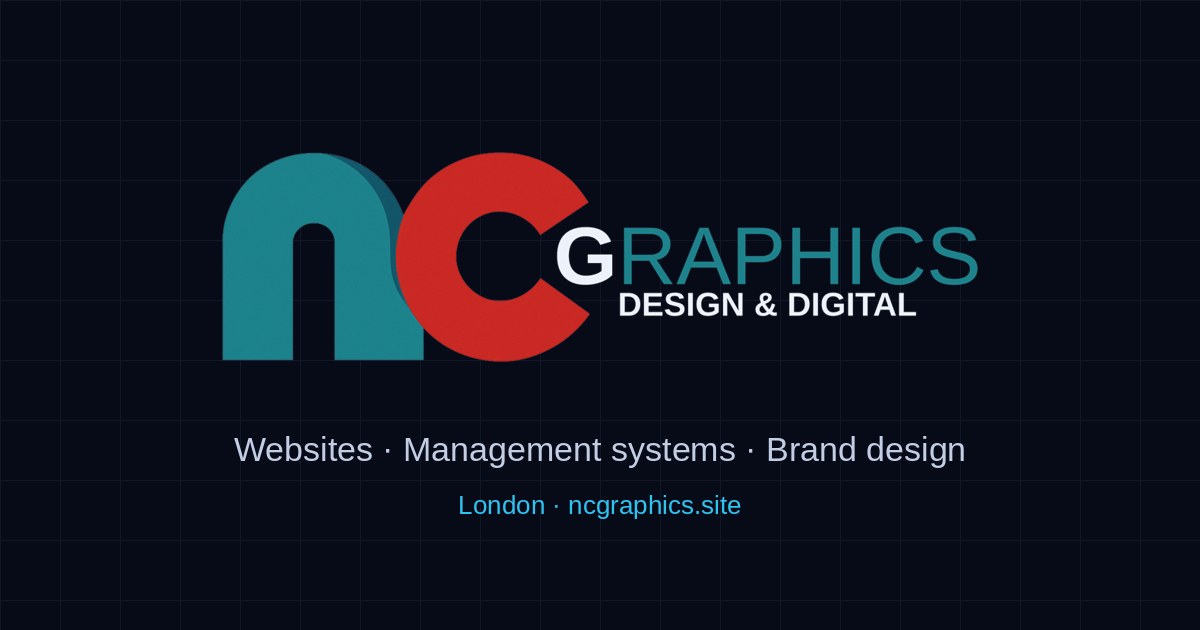 nc GRAPHICS
DESIGN & DIGITAL
Websites · Management systems · Brand design
London · ncgraphics.site